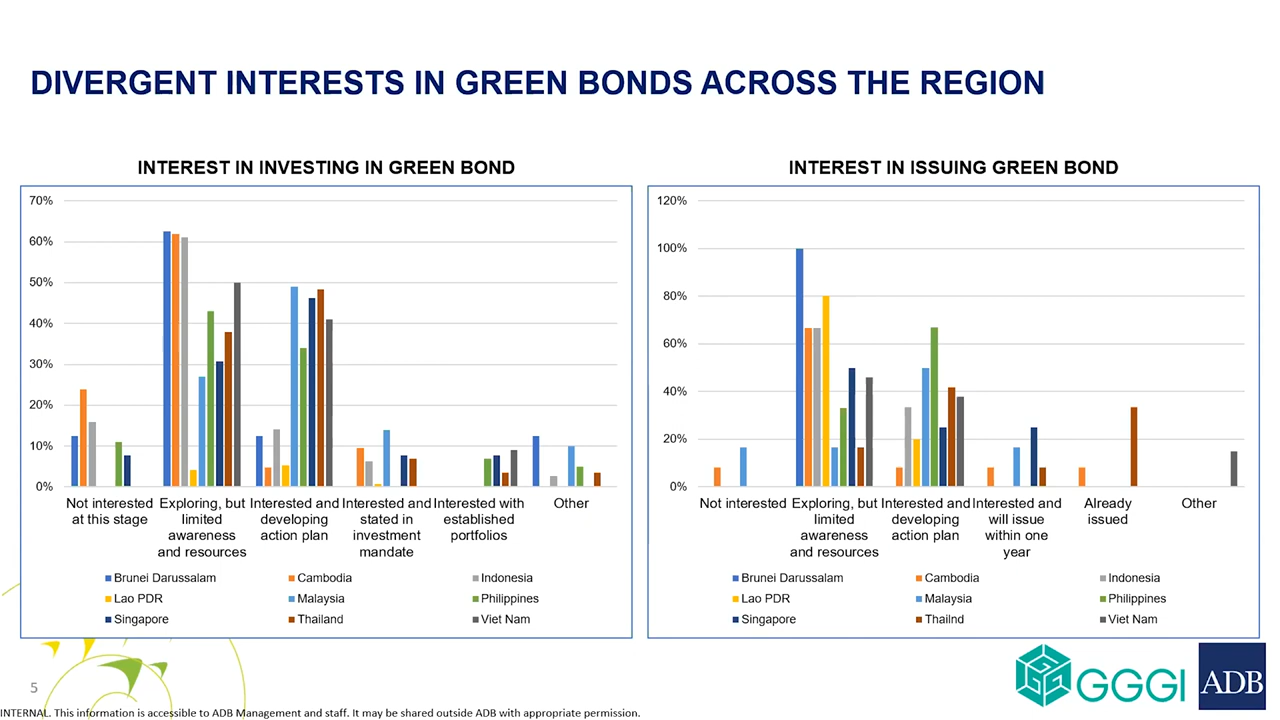 DIVERGENT INTERESTS IN GREEN BONDS ACROSS THE REGION
INTEREST IN INVESTING IN GREEN BOND
70%
60%
50%
40%
30%
20%
10%
0%
Not interested
at this stage
Exploring, but
limited
awareness
and resources
Interested and
developing
action plan
Interested and
stated in
investment
mandate
Interested with
established
portfolios
Other
Brunei Darussalam
Cambodia
Indonesia
Lao PDR
Malaysia
Philippines
Singapore
Thailand
Viet Nam
INTEREST IN ISSUING GREEN BOND
120%
100%
80%
60%
40%
20%
0%
Not interested
Exploring, but
limited
awareness
and resources
Interested and
developing
action plan
Interested and
will issue
within one
year
Already
issued
Other
Brunei Darussalam
Cambodia
Indonesia
Lao PDR
Malaysia
Philippines
Singapore
Thailnd
Viet Nam
5
GGGI
ADB
INTERNAL. This information is accessible to ADB Management and staff. It may be shared outside ADB with appropriate permission.